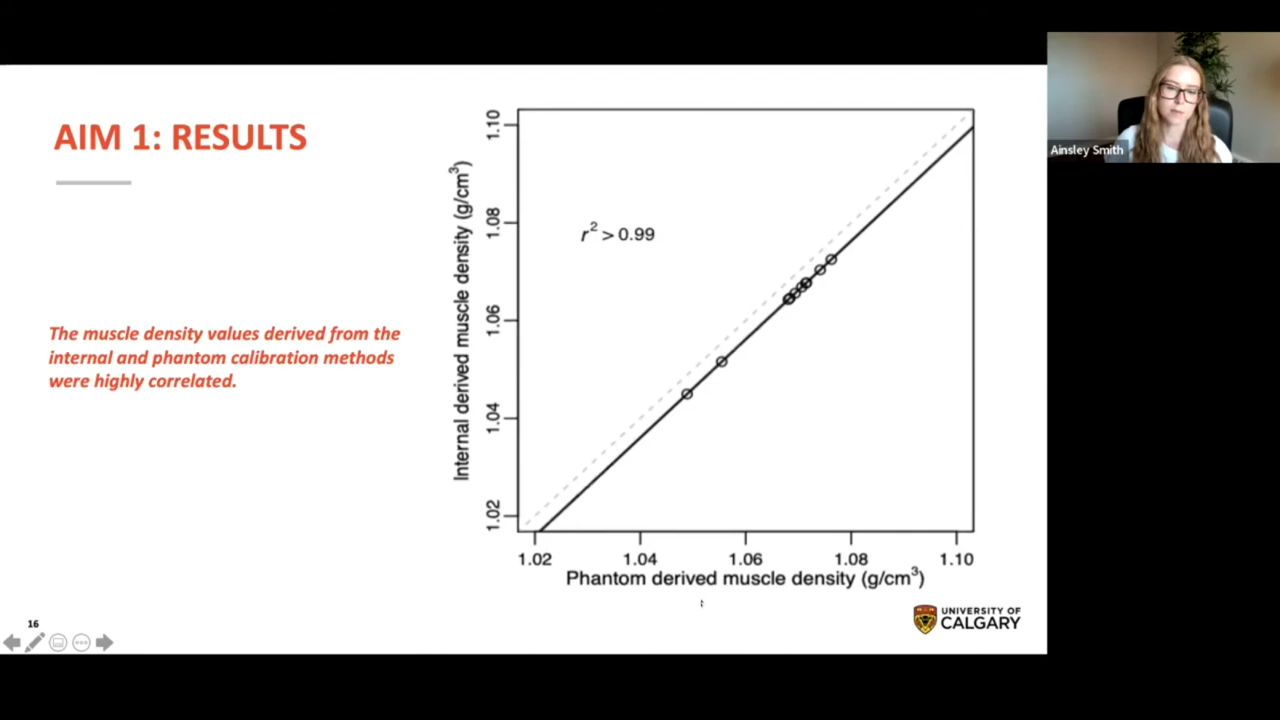 AIM 1: RESULTS
The muscle density values derived from the
internal and phantom calibration methods
were highly correlated.
Internal derived muscle density (g/cm³)
1.10
1.08
1.06
1.04
1.02
r² > 0.99
1.02 1.04 1.06 1.08 1.10
Phantom derived muscle density (g/cm³)
16
UNIVERSITY OF
CALGARY
Ainsley Smith